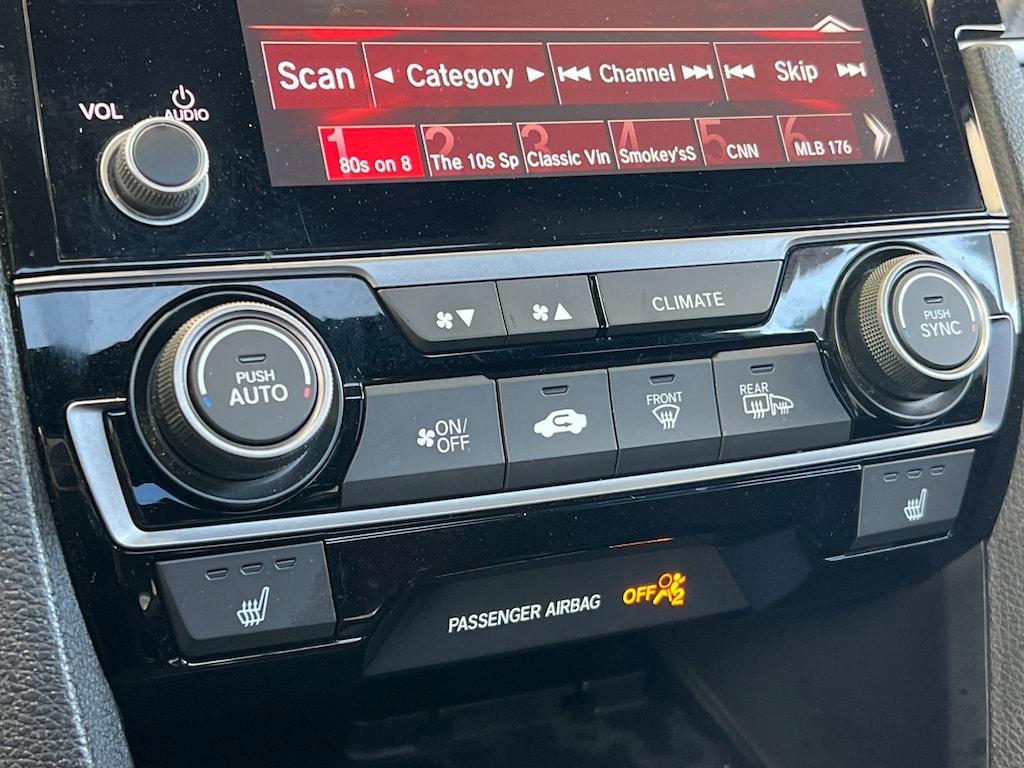 Scan
Category
Channel
Skip
VOL
AUDIO
1
80s on 8
2
The 10s Sp
3
Classic Vin
4
Smokey'sS
5
CNN
6
MLB 176
CLIMATE
PUSH
AUTO
PUSH
SYNC
ON/
OFF
FRONT
REAR
PASSENGER AIRBAG
OFF
2